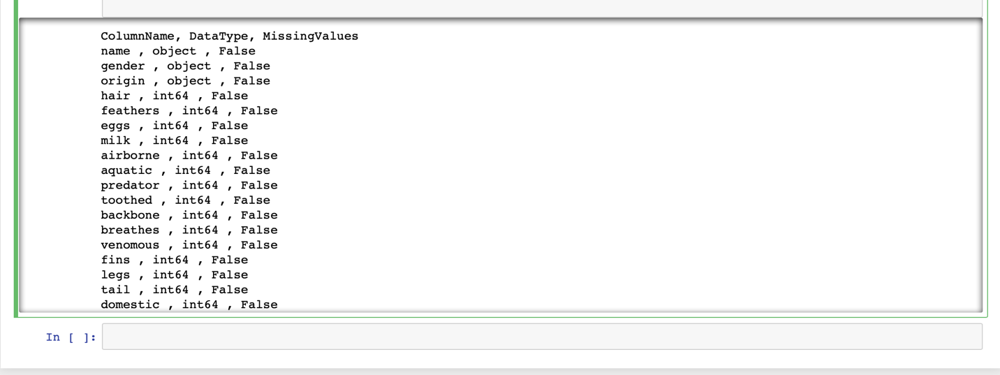 ColumnName, DataType, MissingValues
name , object , False
gender , object , False
origin , object , False
hair , int64 , False
feathers , int64 , False
eggs , int64 , False
milk , int64 , False
airborne , int64 , False
aquatic , int64 , False
predator , int64 , False
toothed , int64 , False
backbone , int64 , False
breathes , int64 , False
venomous , int64 , False
fins , int64 , False
legs , int64 , False
tail , int64 , False
domestic , int64 , False
In [ ]: